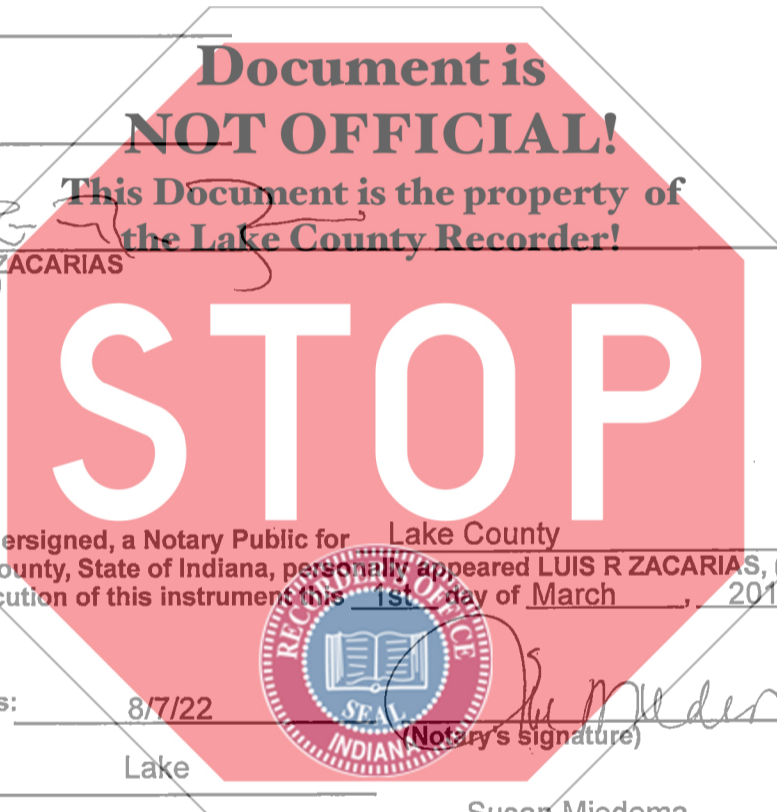 Document is
NOT OFFICIAL!
This Document is the property of
the Lake County Recorder!
ZACARIAS
STOP
ersigned, a Notary Public for Lake County
ounty, State of Indiana, personally appeared LUIS R ZACARIAS, (
cution of this instrument this 1st day of March , 201
RECORDER'S OFFICE
SEAL
INDIANA
s: 8/7/22
(Notary's signature)
Lake
Susan Miedema